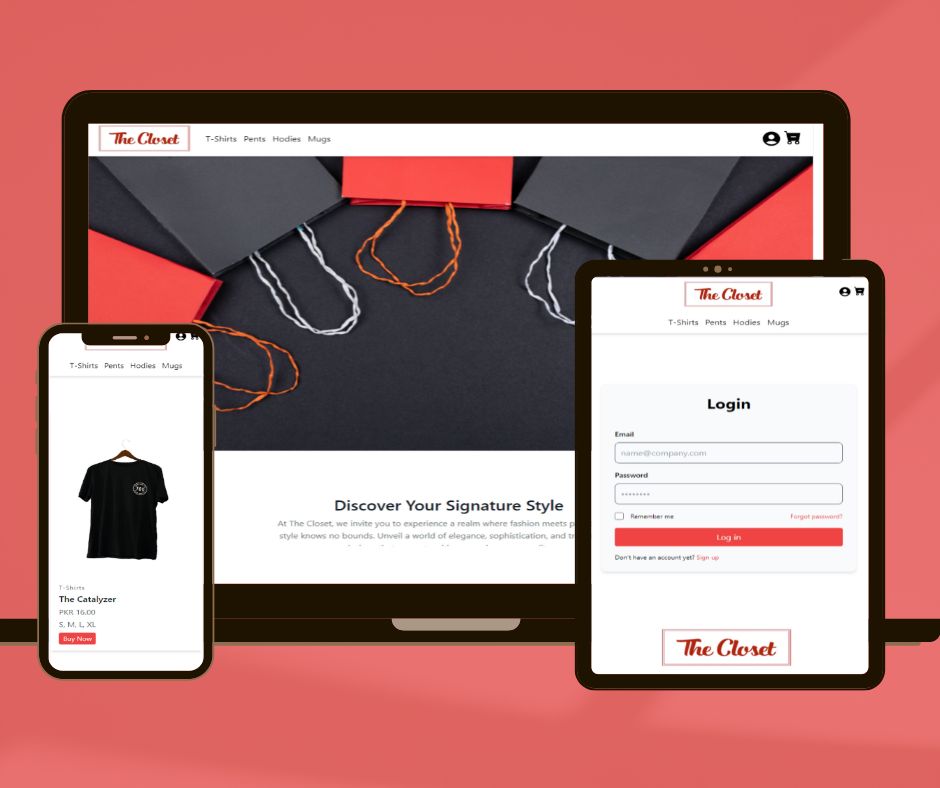 The Closet
T-Shirts Pents Hodies Mugs
Discover Your Signature Style
At The Closet, we invite you to experience a realm where fashion meets
style knows no bounds. Unveil a world of elegance, sophistication, and
T-Shirts Pents Hodies Mugs
T-Shirts
The Catalyzer
PKR 16.00
S, M, L, XL
Buy Now
The Closet
T-Shirts Pents Hodies Mugs
Login
Email
name@company.com
Password
••••••••
Remember me
Forgot password?
Log in
Don't have an account yet? Sign up
The Closet